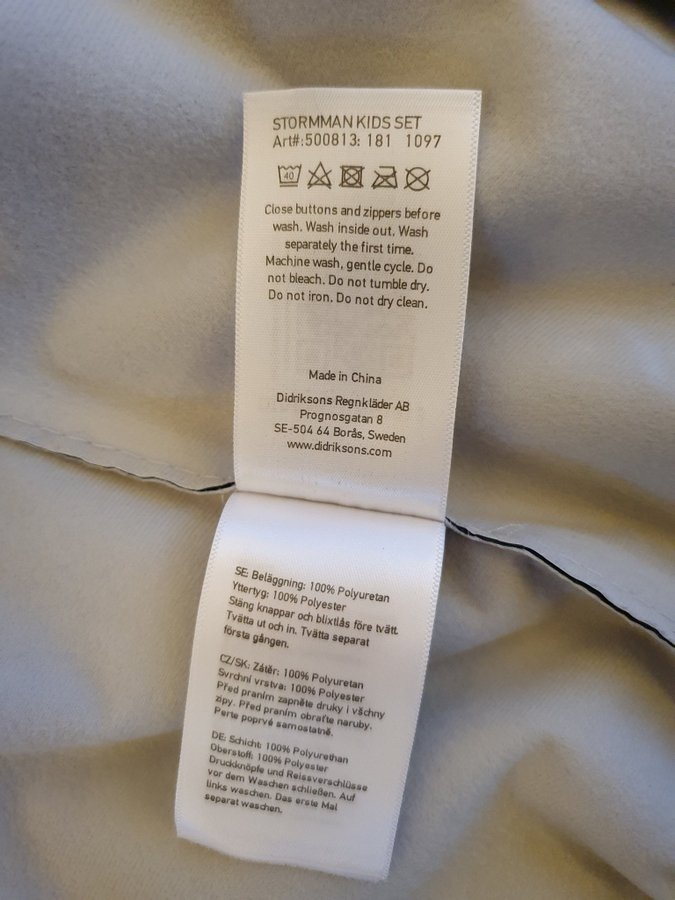 STORMMAN KIDS SET
Art#:500813: 181 1097
40
Close buttons and zippers before
wash. Wash inside out. Wash
separately the first time.
Machine wash, gentle cycle. Do
not bleach. Do not tumble dry.
Do not iron. Do not dry clean.
Made in China
Didriksons Regnkläder AB
Prognosgatan 8
SE-504 64 Borås, Sweden
www.didriksons.com
SE: Beläggning: 100% Polyuretan
Yttertyg: 100% Polyester
Stäng knappar och blixtlås före tvätt.
Tvätta ut och in. Tvätta separat
första gången.
CZ/SK: Zátěr: 100% Polyuretan
Svrchní vrstva: 100% Polyester
Před praním zapněte druky i všchny
zipy. Před praním obraťte naruby.
Perte poprvé samostatně.
DE: Schicht: 100% Polyurethan
Oberstoff: 100% Polyester
Druckknöpfe und Reissverschlüsse
vor dem Waschen schließen. Auf
links waschen. Das erste Mal
separat waschen.